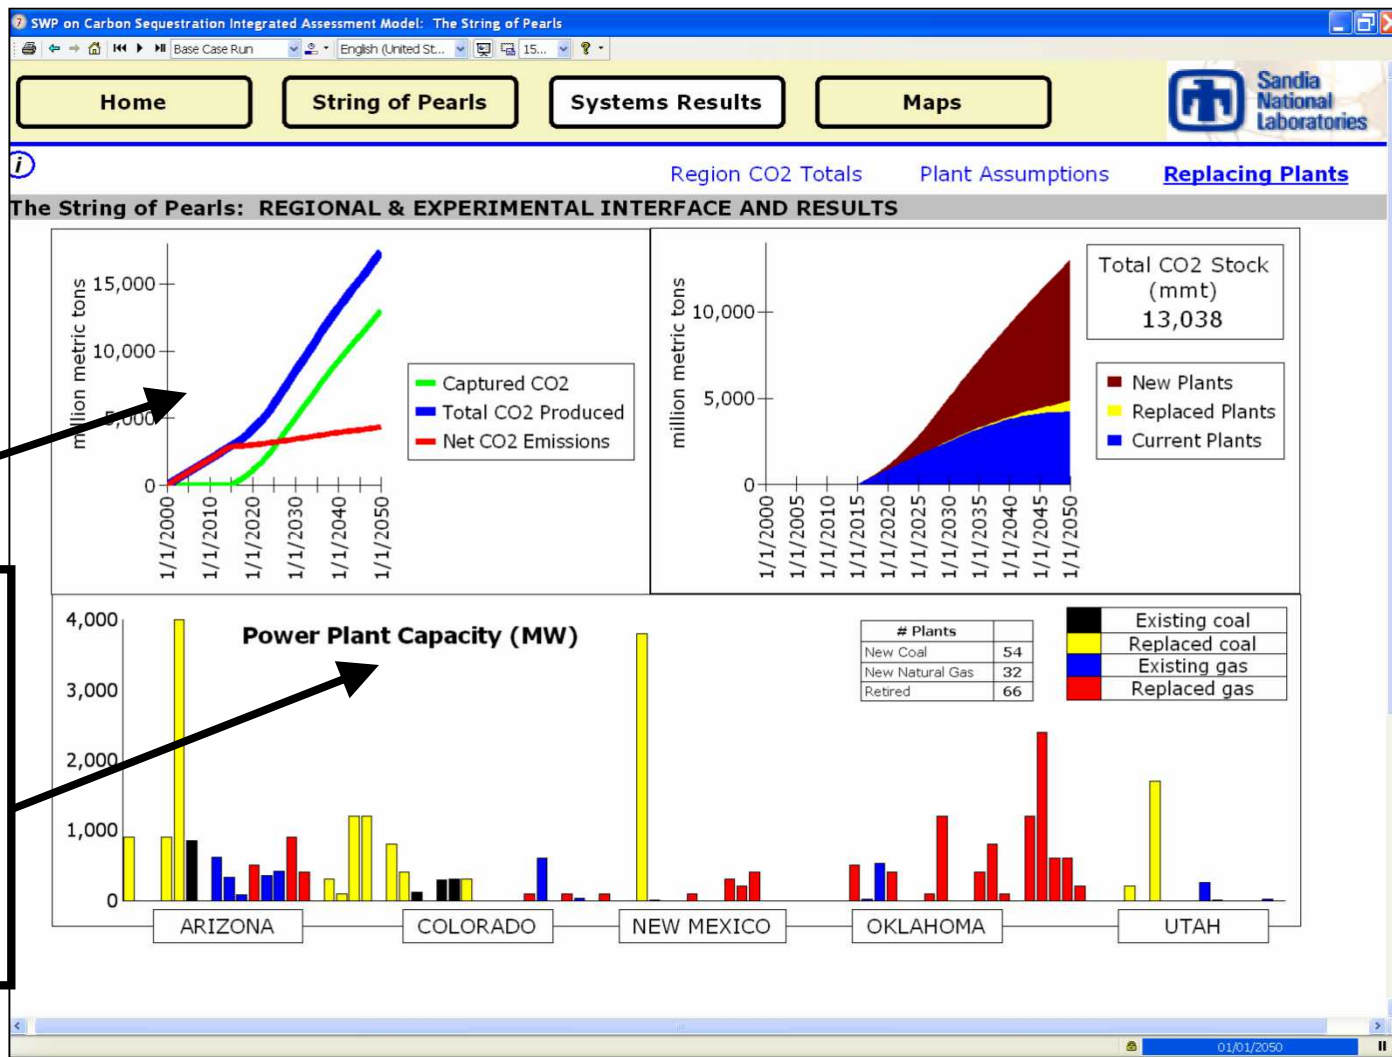 SWP on Carbon Sequestration Integrated Assessment Model: The String of Pearls
Base Case Run English (United St... 15...
Home String of Pearls Systems Results Maps
Sandia
National
Laboratories
i
Region CO2 Totals Plant Assumptions Replacing Plants
The String of Pearls: REGIONAL & EXPERIMENTAL INTERFACE AND RESULTS
million metric tons
15,000
10,000
5,000
0
1/1/2000
1/1/2010
1/1/2020
1/1/2030
1/1/2040
1/1/2050
Captured CO2
Total CO2 Produced
Net CO2 Emissions
million metric tons
10,000
5,000
0
1/1/2000
1/1/2005
1/1/2010
1/1/2015
1/1/2020
1/1/2025
1/1/2030
1/1/2035
1/1/2040
1/1/2045
1/1/2050
Total CO2 Stock
(mmt)
13,038
New Plants
Replaced Plants
Current Plants
Power Plant Capacity (MW)
4,000
3,000
2,000
1,000
0
# Plants
New Coal 54
New Natural Gas 32
Retired 66
Existing coal
Replaced coal
Existing gas
Replaced gas
ARIZONA COLORADO NEW MEXICO OKLAHOMA UTAH
01/01/2050